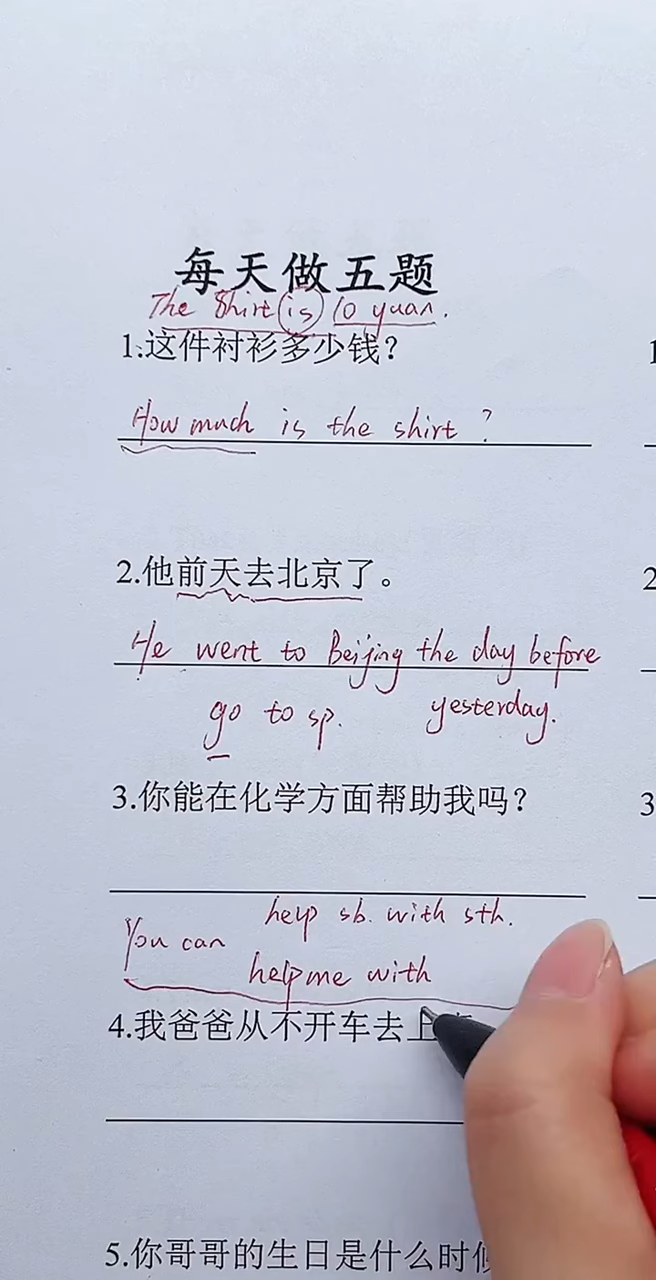 每天做五题
The Shirt is 10 yuan.
1.这件衬衫多少钱？
How much is the shirt ?
2.他前天去北京了。
He went to Beijing the day before
go to sp. yesterday.
3.你能在化学方面帮助我吗？
help sb. with sth.
You can
help me with
4.我爸爸从不开车去上
5.你哥哥的生日是什么时候
1
2
3